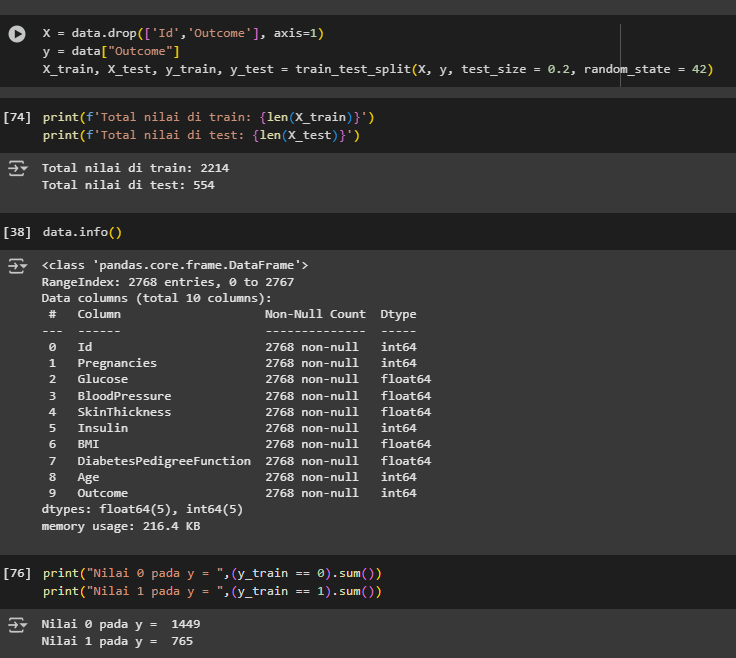 X = data.drop(['Id','Outcome'], axis=1)
y = data["Outcome"]
X_train, X_test, y_train, y_test = train_test_split(X, y, test_size = 0.2, random_state = 42)
[74] print(f'Total nilai di train: {len(X_train)}')
print(f'Total nilai di test: {len(X_test)}')
Total nilai di train: 2214
Total nilai di test: 554
[38] data.info()
<class 'pandas.core.frame.DataFrame'>
RangeIndex: 2768 entries, 0 to 2767
Data columns (total 10 columns):
 #   Column                    Non-Null Count  Dtype
---  ------                    --------------  -----
 0   Id                        2768 non-null   int64
 1   Pregnancies               2768 non-null   int64
 2   Glucose                   2768 non-null   float64
 3   BloodPressure             2768 non-null   float64
 4   SkinThickness             2768 non-null   float64
 5   Insulin                   2768 non-null   int64
 6   BMI                       2768 non-null   float64
 7   DiabetesPedigreeFunction  2768 non-null   float64
 8   Age                       2768 non-null   int64
 9   Outcome                   2768 non-null   int64
dtypes: float64(5), int64(5)
memory usage: 216.4 KB
[76] print("Nilai 0 pada y = ",(y_train == 0).sum())
print("Nilai 1 pada y = ",(y_train == 1).sum())
Nilai 0 pada y =  1449
Nilai 1 pada y =  765